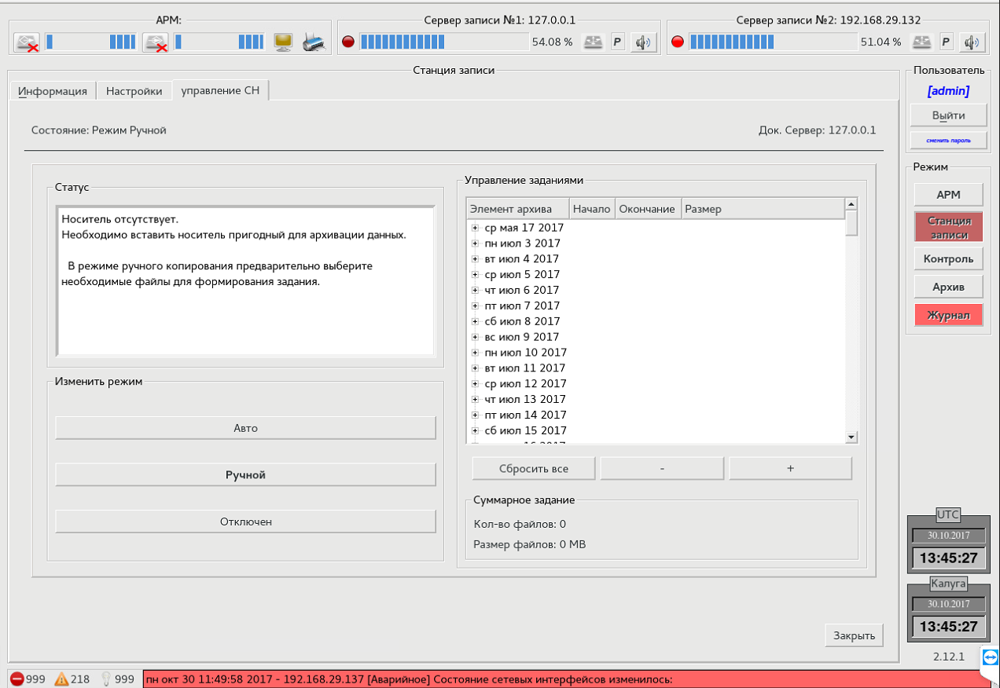 АРМ:
Сервер записи №1: 127.0.0.1
Сервер записи №2: 192.168.29.132
54.08 %
P
51.04 %
P
Станция записи
Информация
Настройки
управление СН
Состояние: Режим Ручной
Док. Сервер: 127.0.0.1
Статус
Носитель отсутствует.
Необходимо вставить носитель пригодный для архивации данных.
В режиме ручного копирования предварительно выберите
необходимые файлы для формирования задания.
Изменить режим
Авто
Ручной
Отключен
Управление заданиями
Элемент архива
Начало
Окончание
Размер
ср мая 17 2017
пн июл 3 2017
вт июл 4 2017
ср июл 5 2017
чт июл 6 2017
пт июл 7 2017
сб июл 8 2017
вс июл 9 2017
пн июл 10 2017
вт июл 11 2017
ср июл 12 2017
чт июл 13 2017
пт июл 14 2017
сб июл 15 2017
Сбросить все
-
+
Суммарное задание
Кол-во файлов: 0
Размер файлов: 0 MB
Закрыть
Пользователь
[admin]
Выйти
сменить пароль
Режим
АРМ
Станция
записи
Контроль
Архив
Журнал
UTC
30.10.2017
13:45:27
Калуга
30.10.2017
13:45:27
2.12.1
999
218
999
пн окт 30 11:49:58 2017 - 192.168.29.137 [Аварийное] Состояние сетевых интерфейсов изменилось: